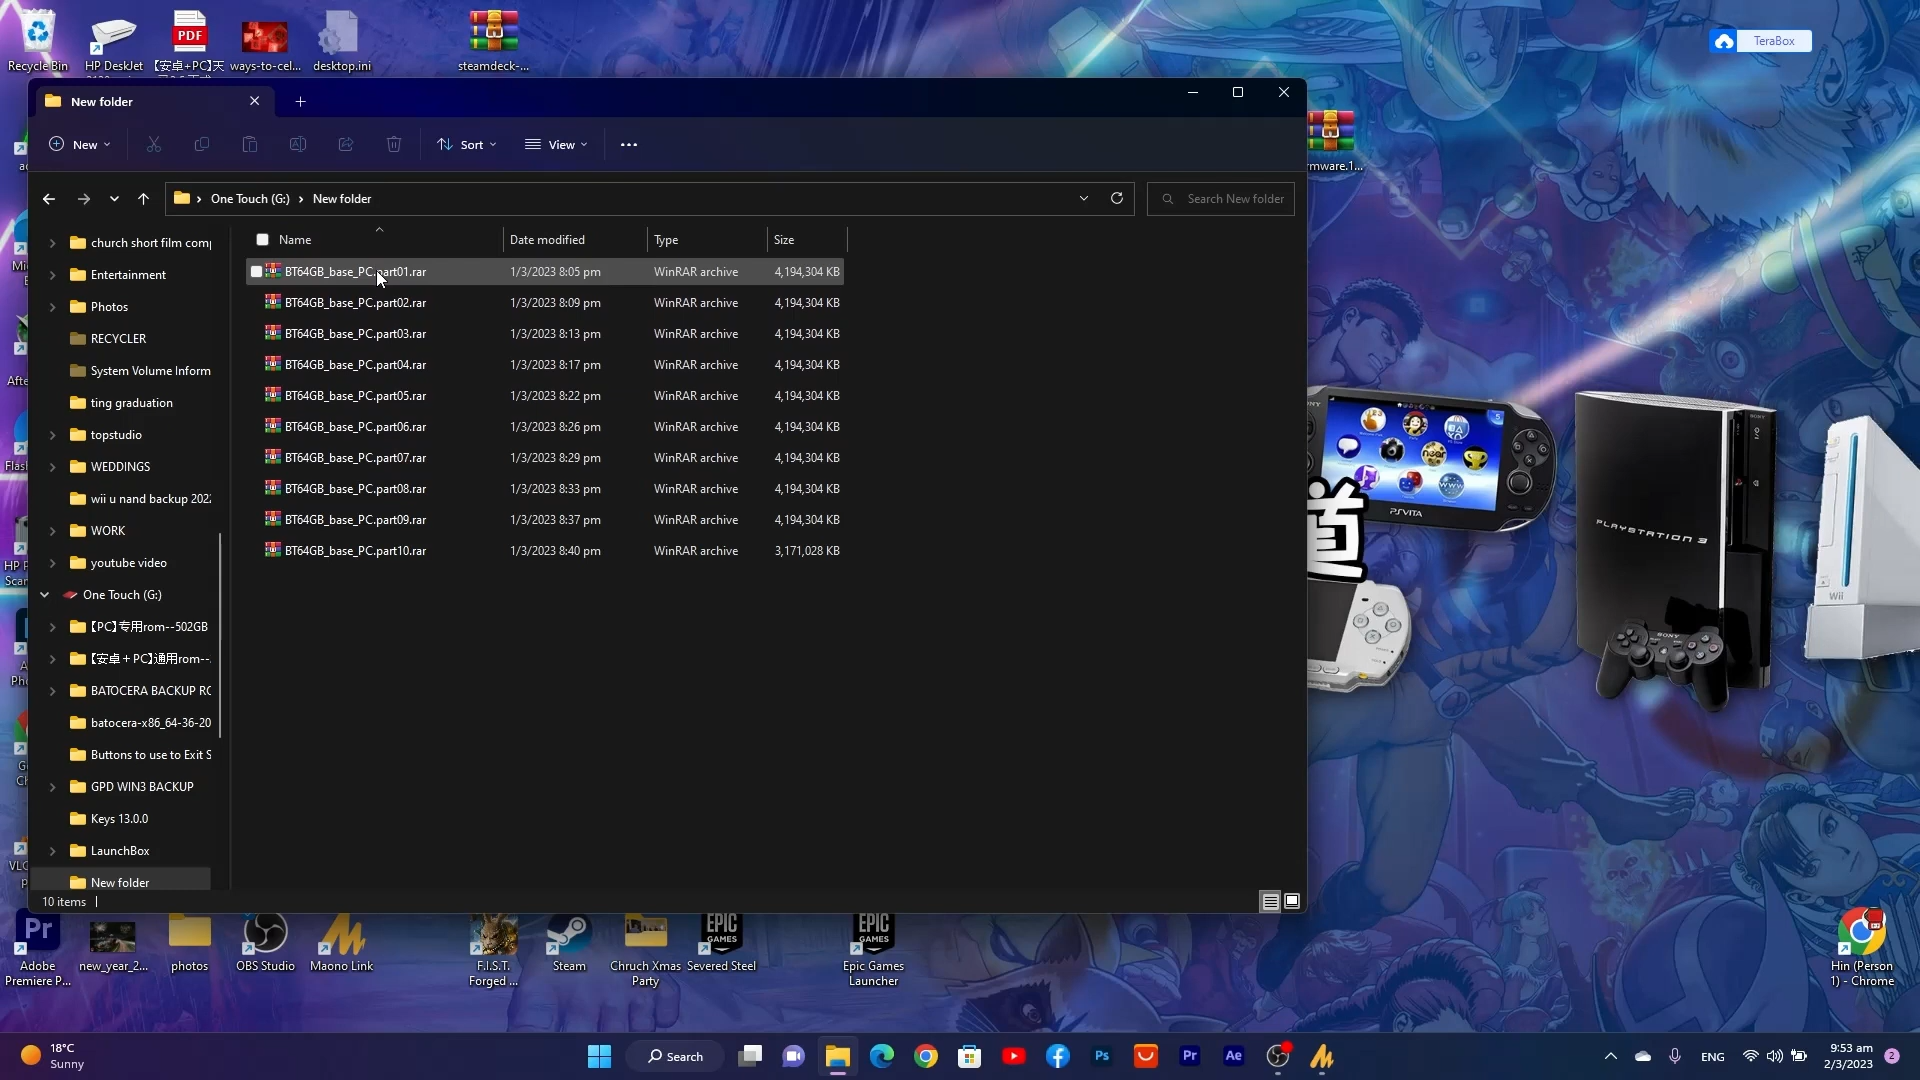 Recycle Bin
HP DeskJet
【安卓+PC】天
ways-to-cel...
desktop.ini
steamdeck-...
TeraBox
PDF
New folder
New
Sort
View
One Touch (G:) › New folder
Search New folder
rmware.1...
Name Date modified Type Size
BT64GB_base_PC.part01.rar 1/3/2023 8:05 pm WinRAR archive 4,194,304 KB
BT64GB_base_PC.part02.rar 1/3/2023 8:09 pm WinRAR archive 4,194,304 KB
BT64GB_base_PC.part03.rar 1/3/2023 8:13 pm WinRAR archive 4,194,304 KB
BT64GB_base_PC.part04.rar 1/3/2023 8:17 pm WinRAR archive 4,194,304 KB
BT64GB_base_PC.part05.rar 1/3/2023 8:22 pm WinRAR archive 4,194,304 KB
BT64GB_base_PC.part06.rar 1/3/2023 8:26 pm WinRAR archive 4,194,304 KB
BT64GB_base_PC.part07.rar 1/3/2023 8:29 pm WinRAR archive 4,194,304 KB
BT64GB_base_PC.part08.rar 1/3/2023 8:33 pm WinRAR archive 4,194,304 KB
BT64GB_base_PC.part09.rar 1/3/2023 8:37 pm WinRAR archive 4,194,304 KB
BT64GB_base_PC.part10.rar 1/3/2023 8:40 pm WinRAR archive 3,171,028 KB
church short film comp
Entertainment
Photos
RECYCLER
System Volume Inform
ting graduation
topstudio
WEDDINGS
wii u nand backup 2022
WORK
youtube video
One Touch (G:)
【PC】专用rom--502GB
【安卓＋PC】通用rom--.
BATOCERA BACKUP RO
batocera-x86_64-36-20
Buttons to use to Exit S
GPD WIN3 BACKUP
Keys 13.0.0
LaunchBox
New folder
10 items
道
PSVITA
PLAYSTATION 3
SONY
Wii
Pr
Adobe
Premiere P...
new_year_2...
photos
OBS Studio
Maono Link
F.I.S.T.
Forged ...
Steam
Chruch Xmas
Party
EPIC
GAMES
Severed Steel
EPIC
GAMES
Epic Games
Launcher
Hin (Person
1) - Chrome
18°C
Sunny
Search
Ps
Pr
Ae
ENG
9:53 am
2/3/2023
2